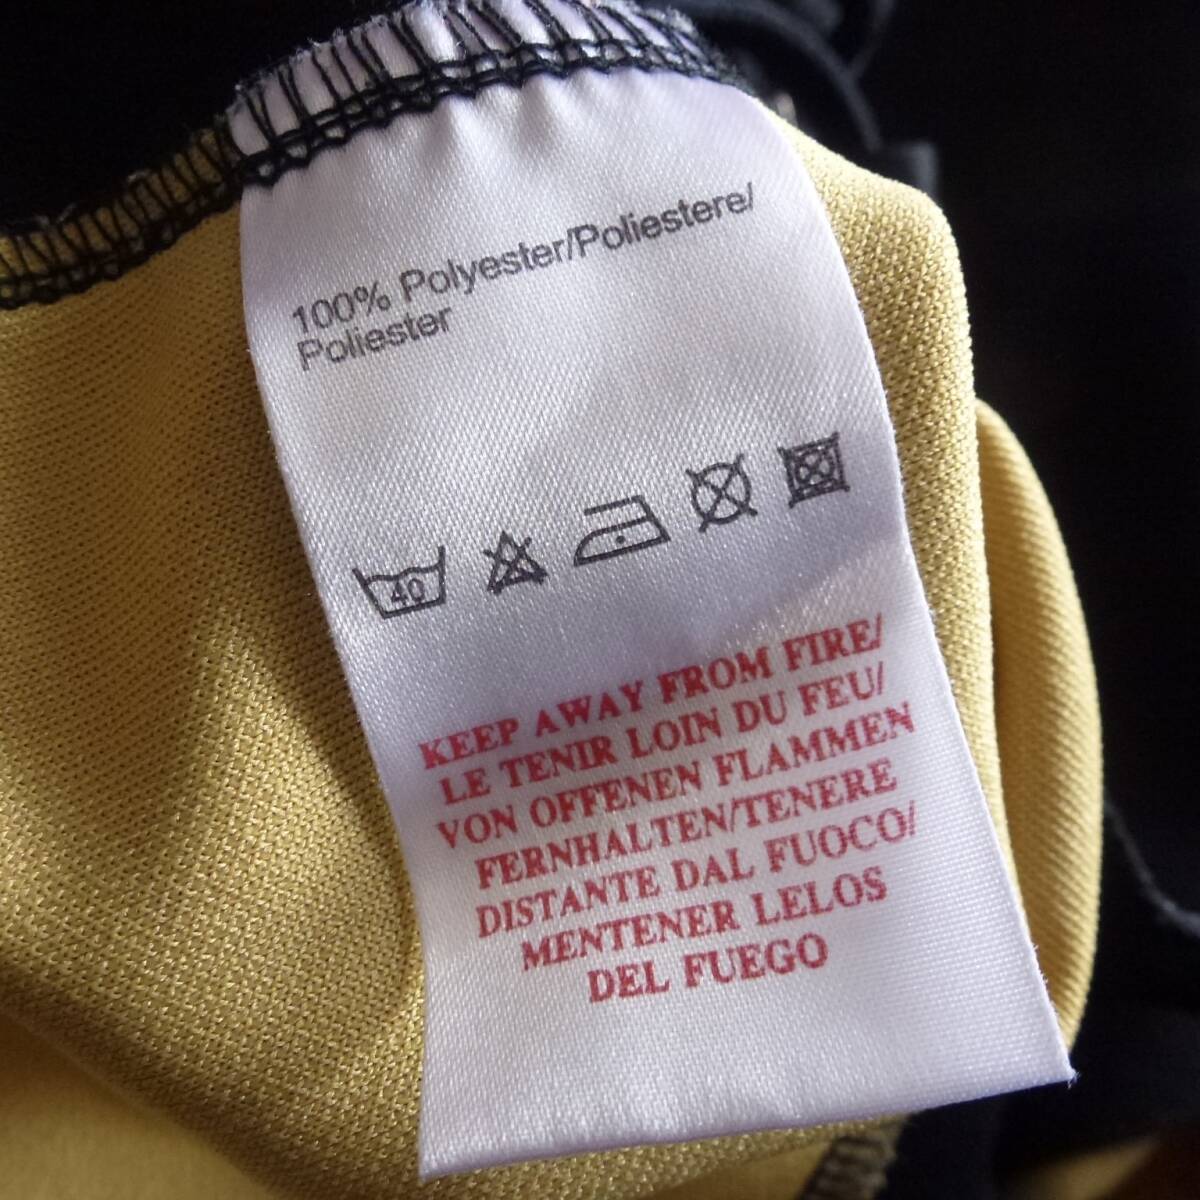 100% Polyester/Poliestere/
Poliester
40
KEEP AWAY FROM FIRE/
LE TENIR LOIN DU FEU/
VON OFFENEN FLAMMEN
FERNHALTEN/TENERE
DISTANTE DAL FUOCO/
MENTENER LELOS
DEL FUEGO